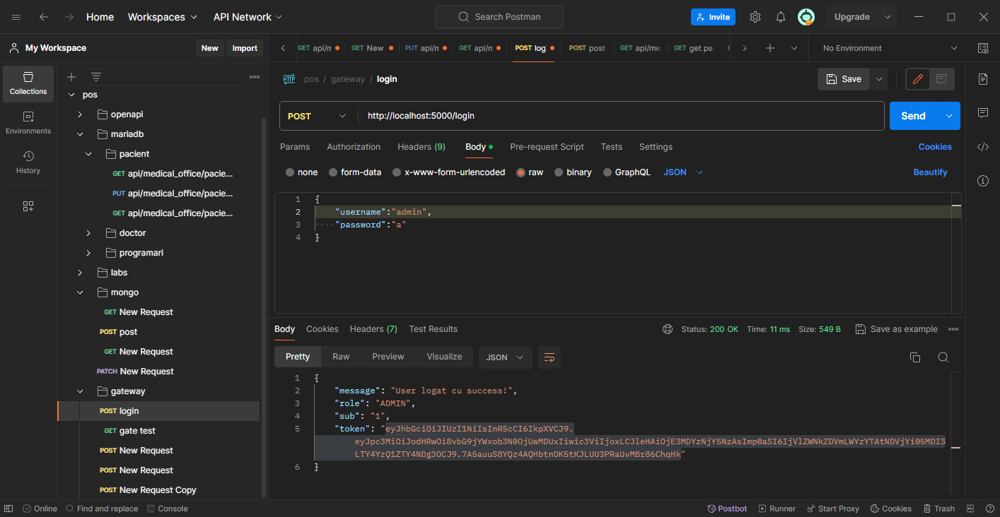 Home Workspaces API Network Search Postman Invite Upgrade
My Workspace New Import
GET api/n GET New PUT api/n GET api/n POST log POST post GET api/me GET get pa No Environment
Collections
Environments
History
pos
openapi
mariadb
pacient
GET api/medical_office/pacie...
PUT api/medical_office/pacie...
GET api/medical_office/pacie...
doctor
programari
labs
mongo
GET New Request
POST post
GET New Request
PATCH New Request
gateway
POST login
GET gate test
POST New Request
POST New Request
POST New Request Copy
HTTP pos / gateway / login Save
POST http://localhost:5000/login Send
Params Authorization Headers (9) Body Pre-request Script Tests Settings Cookies
none form-data x-www-form-urlencoded raw binary GraphQL JSON Beautify
1 {
2 "username":"admin",
3 "password":"a"
4 }
Body Cookies Headers (7) Test Results Status: 200 OK Time: 11 ms Size: 549 B Save as example
Pretty Raw Preview Visualize JSON
1 {
2 "message": "User logat cu success!",
3 "role": "ADMIN",
4 "sub": "1",
5 "token": "eyJhbGciOiJIUzI1NiIsInR5cCI6IkpXVCJ9.
eyJpc3MiOiJodHRwOi8vbG9jYWxob3N0OjUwMDUxIiwic3ViIjoxLCJleHAiOjE3MDYzNjY5NzAsImp0aSI6IjVlZWNkZDVmLWYzYTAtNDVjYi05MDI3
LTY4YzQ1ZTY4NDg3OCJ9.7A5auuS8YQz4AQHbtnDK5tKJLUU3PRaUvMBr86ChqHk"
6 }
Online Find and replace Console Postbot Runner Start Proxy Cookies Trash